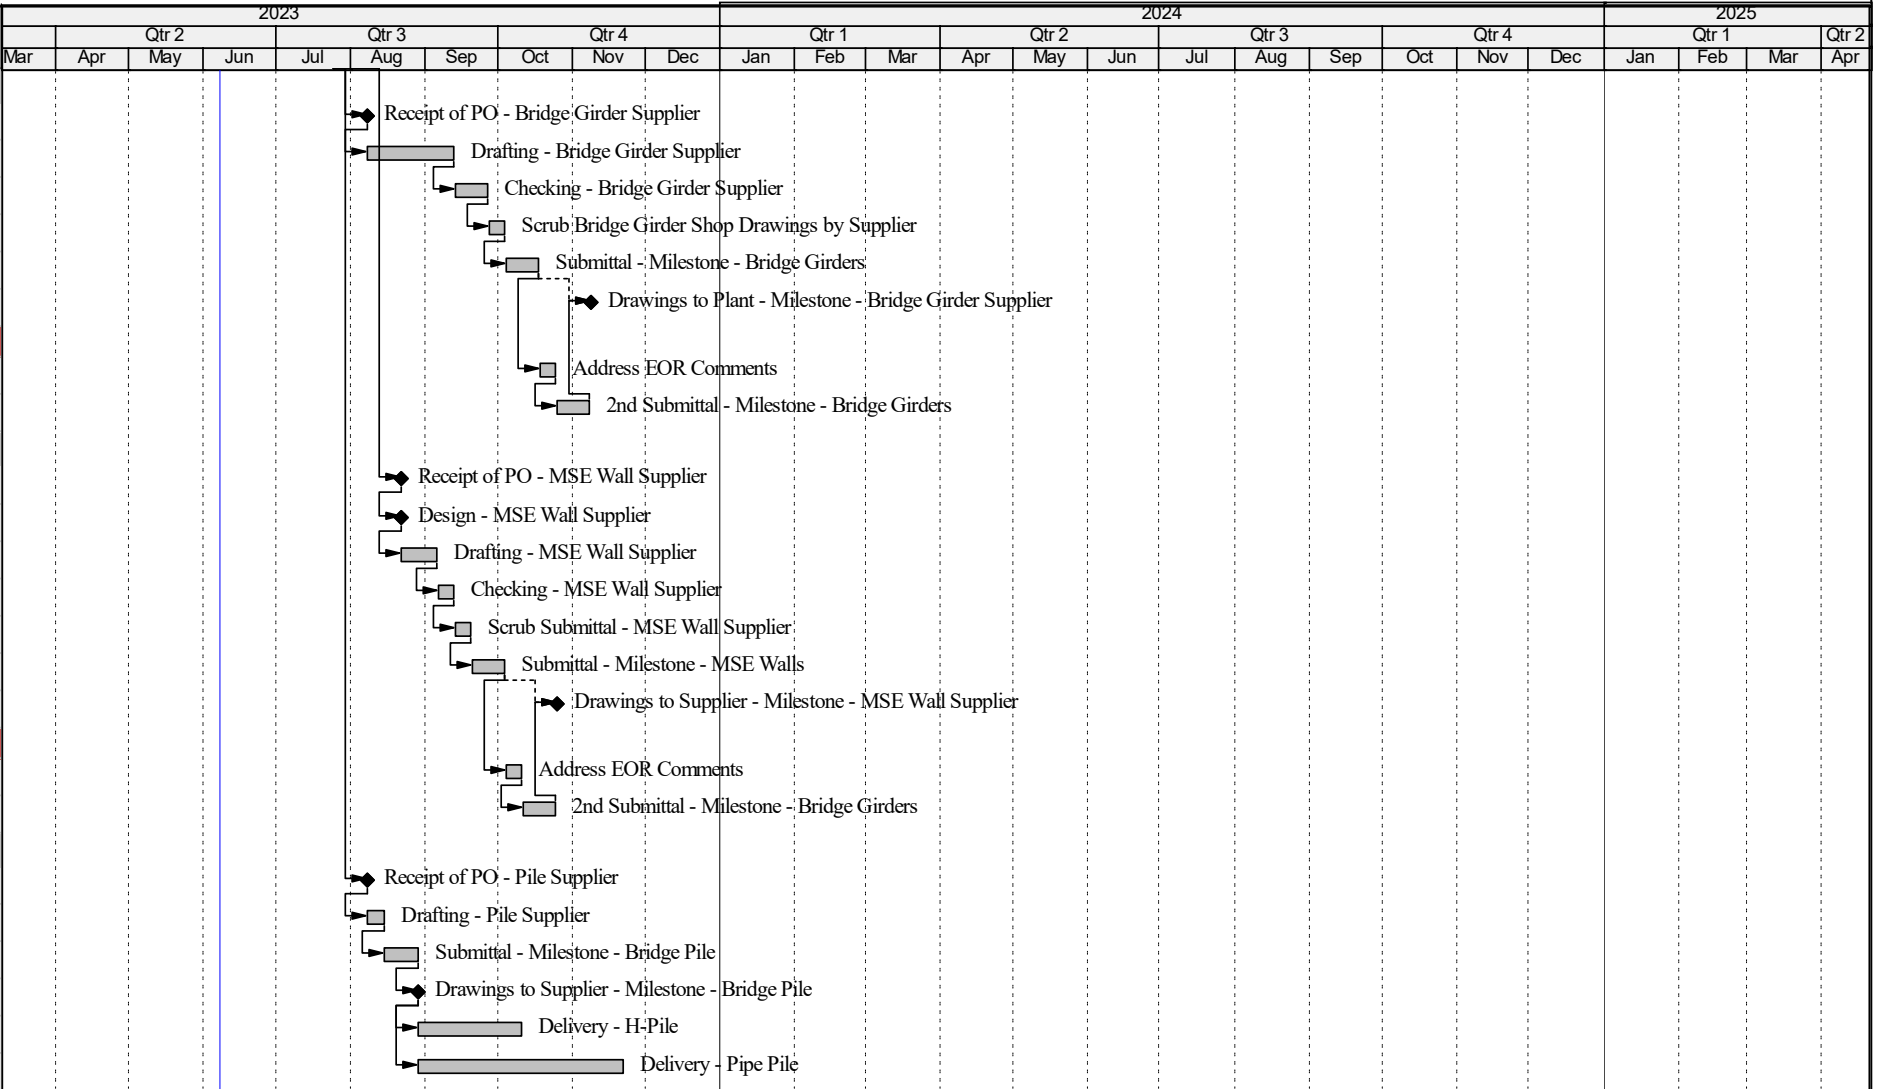 2023 2024 2025
Qtr 2 Qtr 3 Qtr 4 Qtr 1 Qtr 2 Qtr 3 Qtr 4 Qtr 1 Qtr 2
Mar Apr May Jun Jul Aug Sep Oct Nov Dec Jan Feb Mar Apr May Jun Jul Aug Sep Oct Nov Dec Jan Feb Mar Apr
Receipt of PO - Bridge Girder Supplier
Drafting - Bridge Girder Supplier
Checking - Bridge Girder Supplier
Scrub Bridge Girder Shop Drawings by Supplier
Submittal - Milestone - Bridge Girders
Drawings to Plant - Milestone - Bridge Girder Supplier
Address EOR Comments
2nd Submittal - Milestone - Bridge Girders
Receipt of PO - MSE Wall Supplier
Design - MSE Wall Supplier
Drafting - MSE Wall Supplier
Checking - MSE Wall Supplier
Scrub Submittal - MSE Wall Supplier
Submittal - Milestone - MSE Walls
Drawings to Supplier - Milestone - MSE Wall Supplier
Address EOR Comments
2nd Submittal - Milestone - Bridge Girders
Receipt of PO - Pile Supplier
Drafting - Pile Supplier
Submittal - Milestone - Bridge Pile
Drawings to Supplier - Milestone - Bridge Pile
Delivery - H-Pile
Delivery - Pipe Pile